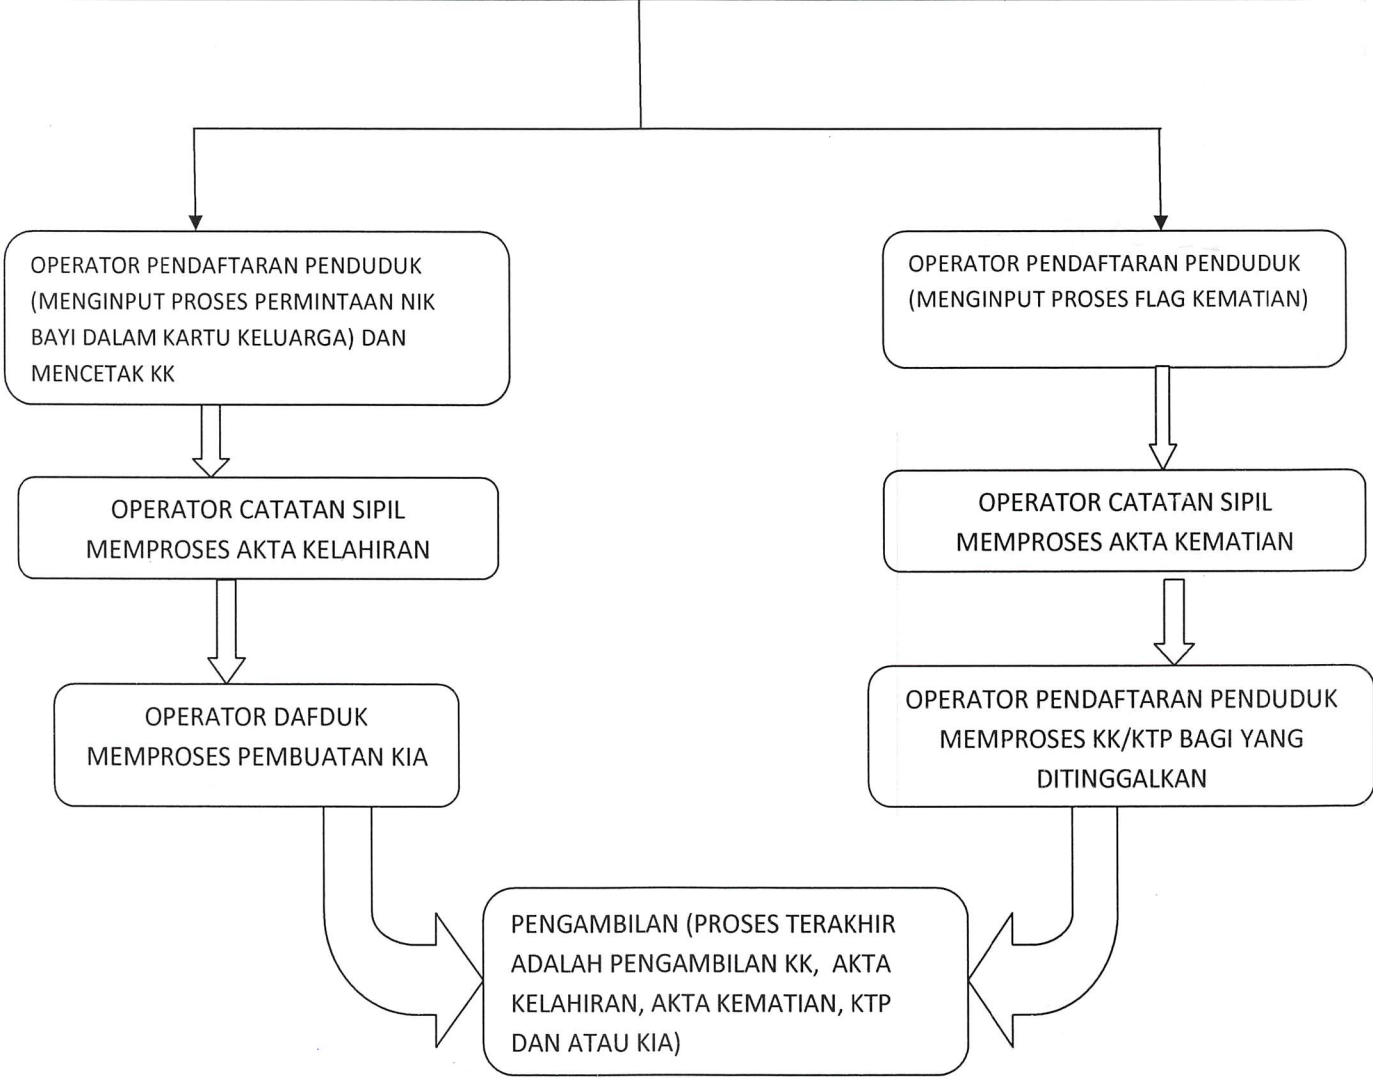 OPERATOR PENDAFTARAN PENDUDUK
(MENGINPUT PROSES PERMINTAAN NIK
BAYI DALAM KARTU KELUARGA) DAN
MENCETAK KK
OPERATOR CATATAN SIPIL
MEMPROSES AKTA KELAHIRAN
OPERATOR DAFDUK
MEMPROSES PEMBUATAN KIA
OPERATOR PENDAFTARAN PENDUDUK
(MENGINPUT PROSES FLAG KEMATIAN)
OPERATOR CATATAN SIPIL
MEMPROSES AKTA KEMATIAN
OPERATOR PENDAFTARAN PENDUDUK
MEMPROSES KK/KTP BAGI YANG
DITINGGALKAN
PENGAMBILAN (PROSES TERAKHIR
ADALAH PENGAMBILAN KK, AKTA
KELAHIRAN, AKTA KEMATIAN, KTP
DAN ATAU KIA)